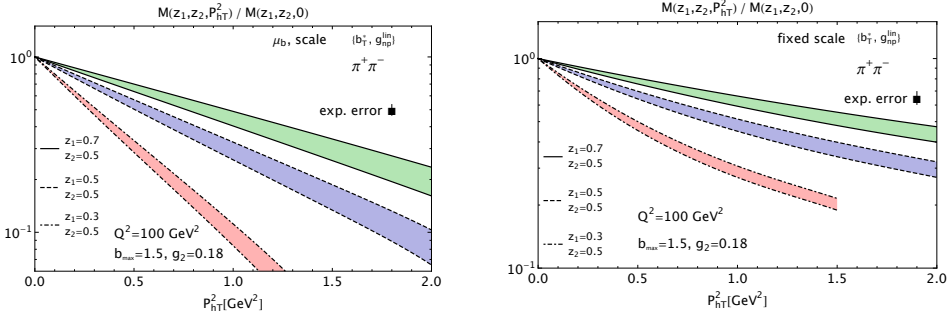 M(z₁,z₂,P²hT) / M(z₁,z₂,0)
μb, scale {b*T, g^lin np}
π⁺π⁻
10⁰
exp. error
z₁=0.7
z₂=0.5
z₁=0.5
z₂=0.5
z₁=0.3
z₂=0.5
10⁻¹
Q²=100 GeV²
bmax=1.5, g₂=0.18
0.0 0.5 1.0 1.5 2.0
P²hT[GeV²]
M(z₁,z₂,P²hT) / M(z₁,z₂,0)
fixed scale {b*T, g^lin np}
π⁺π⁻
10⁰
exp. error
z₁=0.7
z₂=0.5
z₁=0.5
z₂=0.5
z₁=0.3
z₂=0.5
Q²=100 GeV²
bmax=1.5, g₂=0.18
10⁻¹
0.0 0.5 1.0 1.5 2.0
P²hT[GeV²]